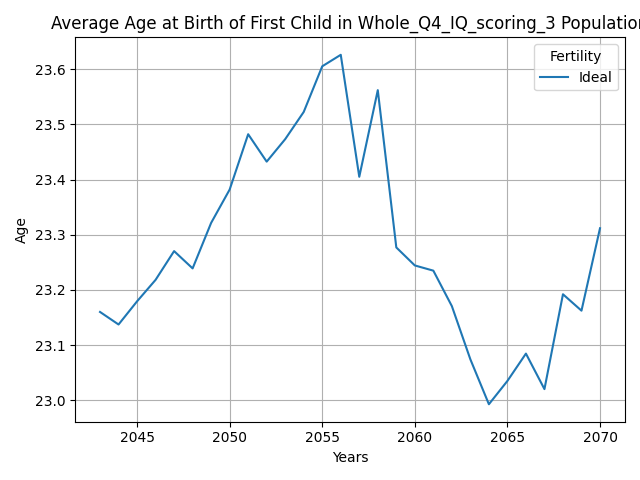 Average Age at Birth of First Child in Whole_Q4_IQ_scoring_3 Population
Fertility
Ideal
23.6
23.5
23.4
23.3
23.2
23.1
23.0
Age
2045 2050 2055 2060 2065 2070
Years